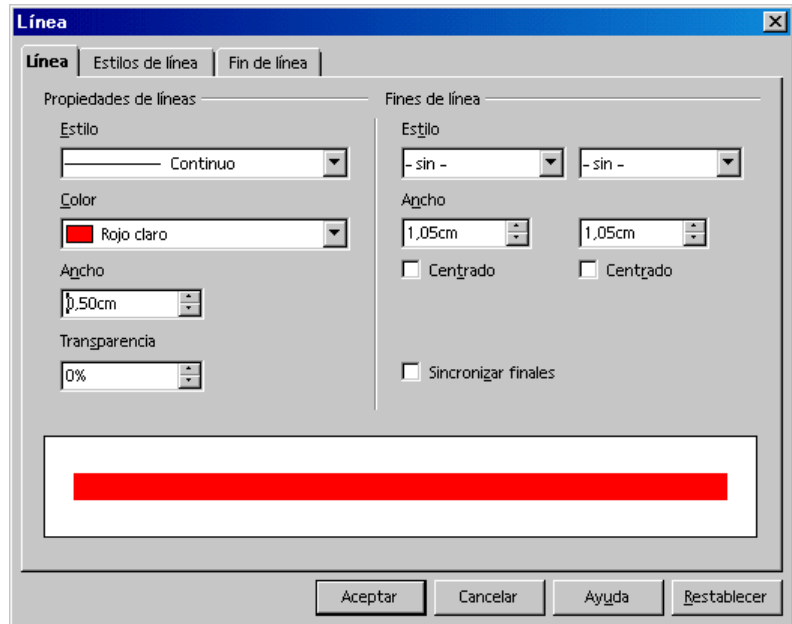 Línea
Línea Estilos de línea Fin de línea
Propiedades de líneas
Estilo
Continuo
Color
Rojo claro
Ancho
0,50cm
Transparencia
0%
Fines de línea
Estilo
- sin - - sin -
Ancho
1,05cm 1,05cm
Centrado Centrado
Sincronizar finales
Aceptar Cancelar Ayuda Restablecer